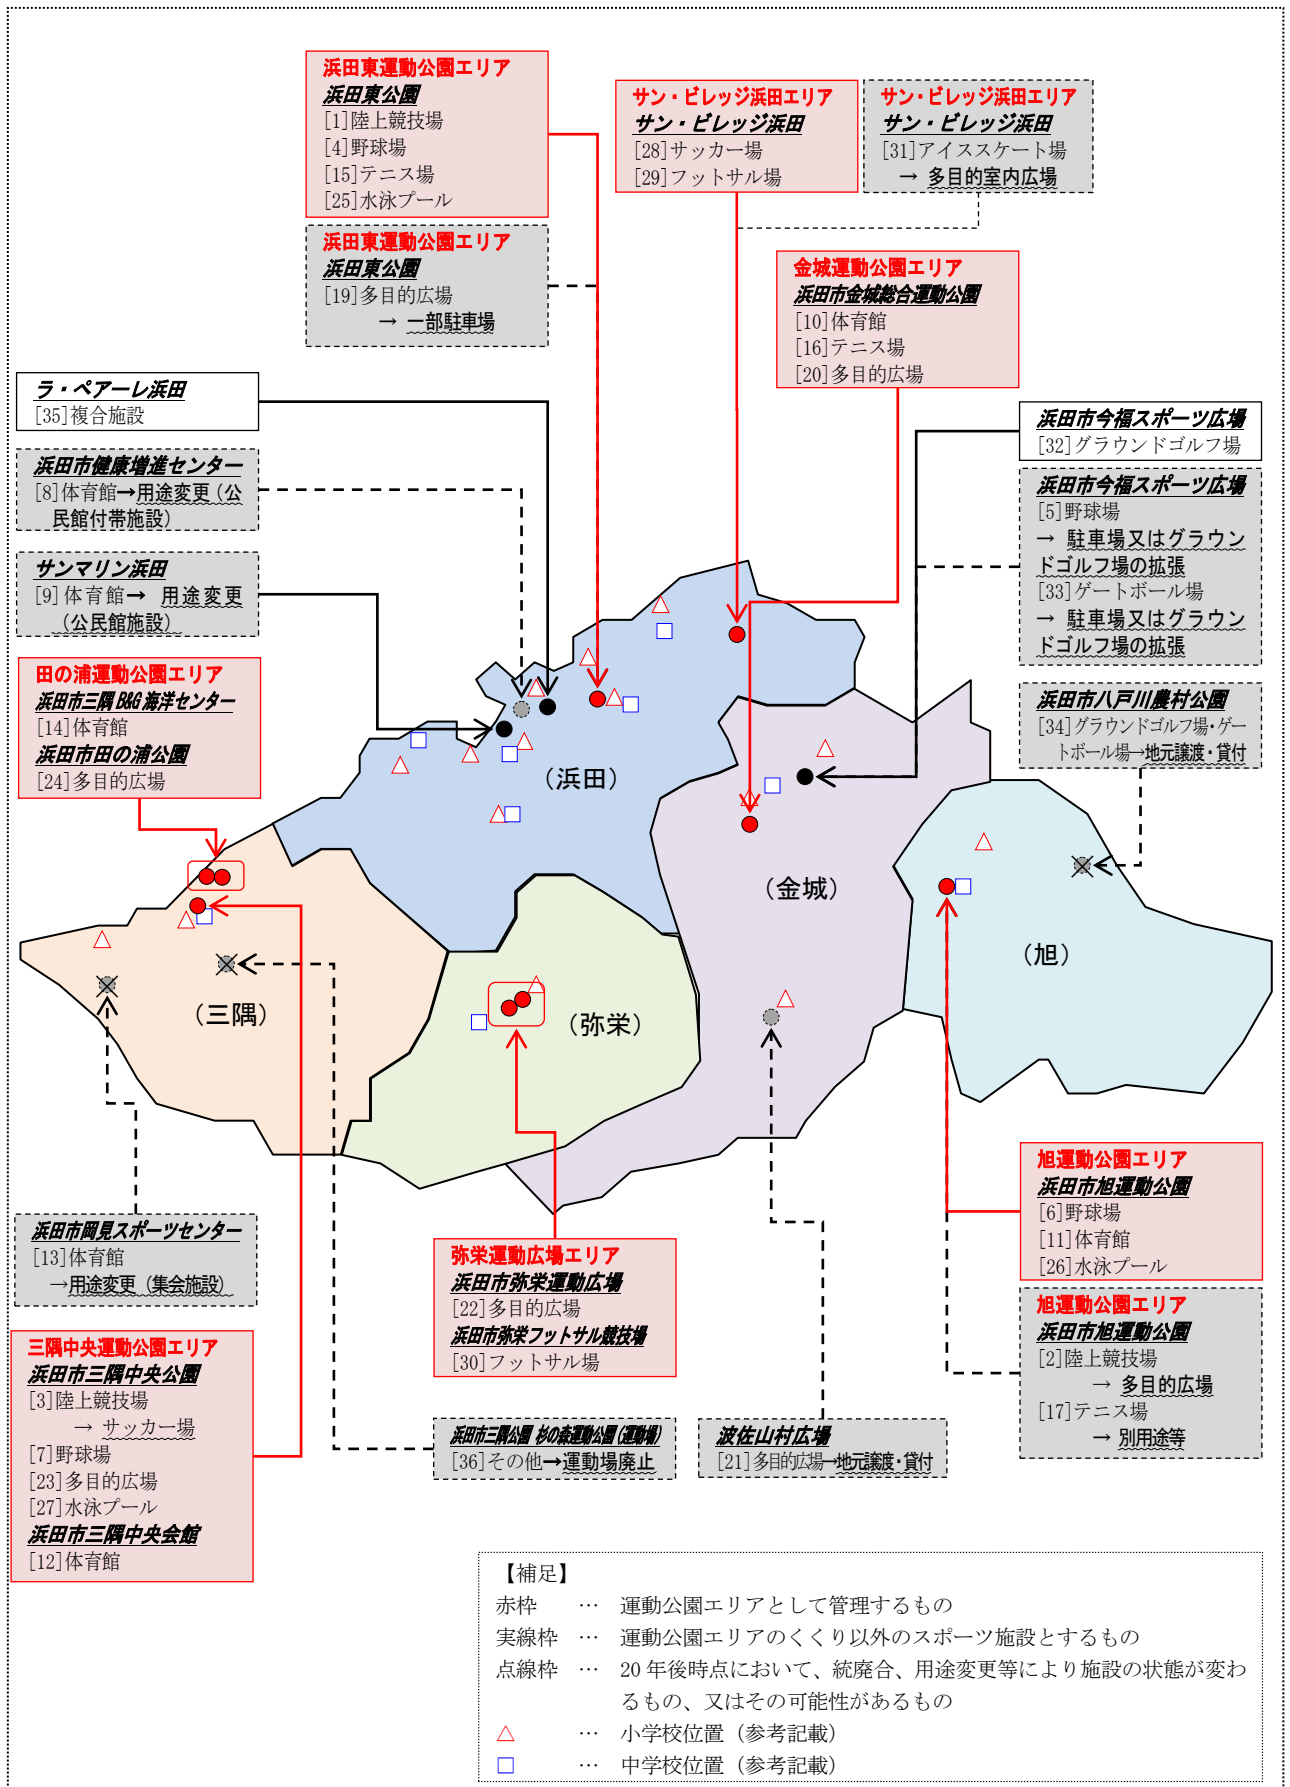 浜田東運動公園エリア
浜田東公園
[1]陸上競技場
[4]野球場
[15]テニス場
[25]水泳プール
サン・ビレッジ浜田エリア
サン・ビレッジ浜田
[28]サッカー場
[29]フットサル場
サン・ビレッジ浜田エリア
サン・ビレッジ浜田
[31]アイススケート場
→ 多目的室内広場
浜田東運動公園エリア
浜田東公園
[19]多目的広場
→ 一部駐車場
金城運動公園エリア
浜田市金城総合運動公園
[10]体育館
[16]テニス場
[20]多目的広場
ラ・ペアーレ浜田
[35]複合施設
浜田市今福スポーツ広場
[32]グラウンドゴルフ場
浜田市健康増進センター
[8]体育館→用途変更(公
民館付帯施設)
浜田市今福スポーツ広場
[5]野球場
→ 駐車場又はグラウン
ドゴルフ場の拡張
[33]ゲートボール場
→ 駐車場又はグラウン
ドゴルフ場の拡張
サンマリン浜田
[9]体育館→ 用途変更
(公民館施設)
田の浦運動公園エリア
浜田市三隅B&G海洋センター
[14]体育館
浜田市田の浦公園
[24]多目的広場
浜田市八戸川農村公園
[34]グラウンドゴルフ場・ゲー
トボール場→地元譲渡・貸付
(浜田)
(金城)
(旭)
(三隅)
(弥栄)
旭運動公園エリア
浜田市旭運動公園
[6]野球場
[11]体育館
[26]水泳プール
浜田市岡見スポーツセンター
[13]体育館
→用途変更(集会施設)
弥栄運動広場エリア
浜田市弥栄運動広場
[22]多目的広場
浜田市弥栄フットサル競技場
[30]フットサル場
旭運動公園エリア
浜田市旭運動公園
[2]陸上競技場
→ 多目的広場
[17]テニス場
→ 別用途等
三隅中央運動公園エリア
浜田市三隅中央公園
[3]陸上競技場
→ サッカー場
[7]野球場
[23]多目的広場
[27]水泳プール
浜田市三隅中央会館
[12]体育館
浜田市三隅公園 杉の森運動公園(運動場)
[36]その他→運動場廃止
波佐山村広場
[21]多目的広場→地元譲渡・貸付
【補足】
赤枠 … 運動公園エリアとして管理するもの
実線枠 … 運動公園エリアのくくり以外のスポーツ施設とするもの
点線枠 … 20年後時点において、統廃合、用途変更等により施設の状態が変わ
るもの、又はその可能性があるもの
△ … 小学校位置(参考記載)
□ … 中学校位置(参考記載)